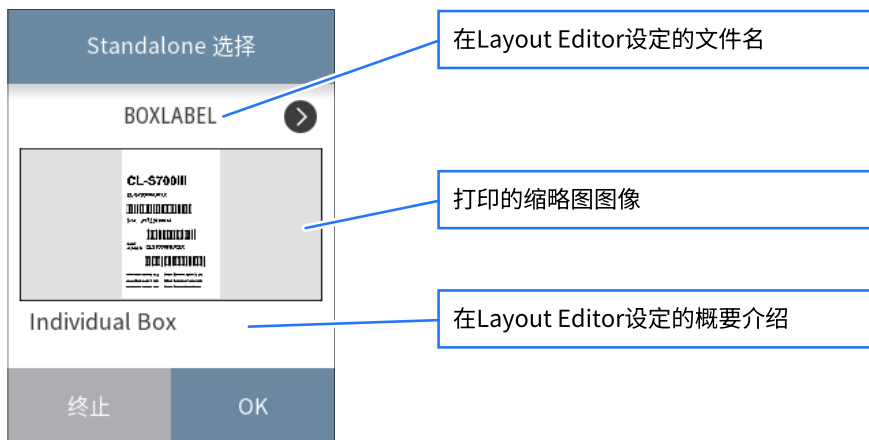 Standalone 选择
在Layout Editor设定的文件名
BOXLABEL
CL-S700III
打印的缩略图图像
Individual Box
在Layout Editor设定的概要介绍
终止
OK